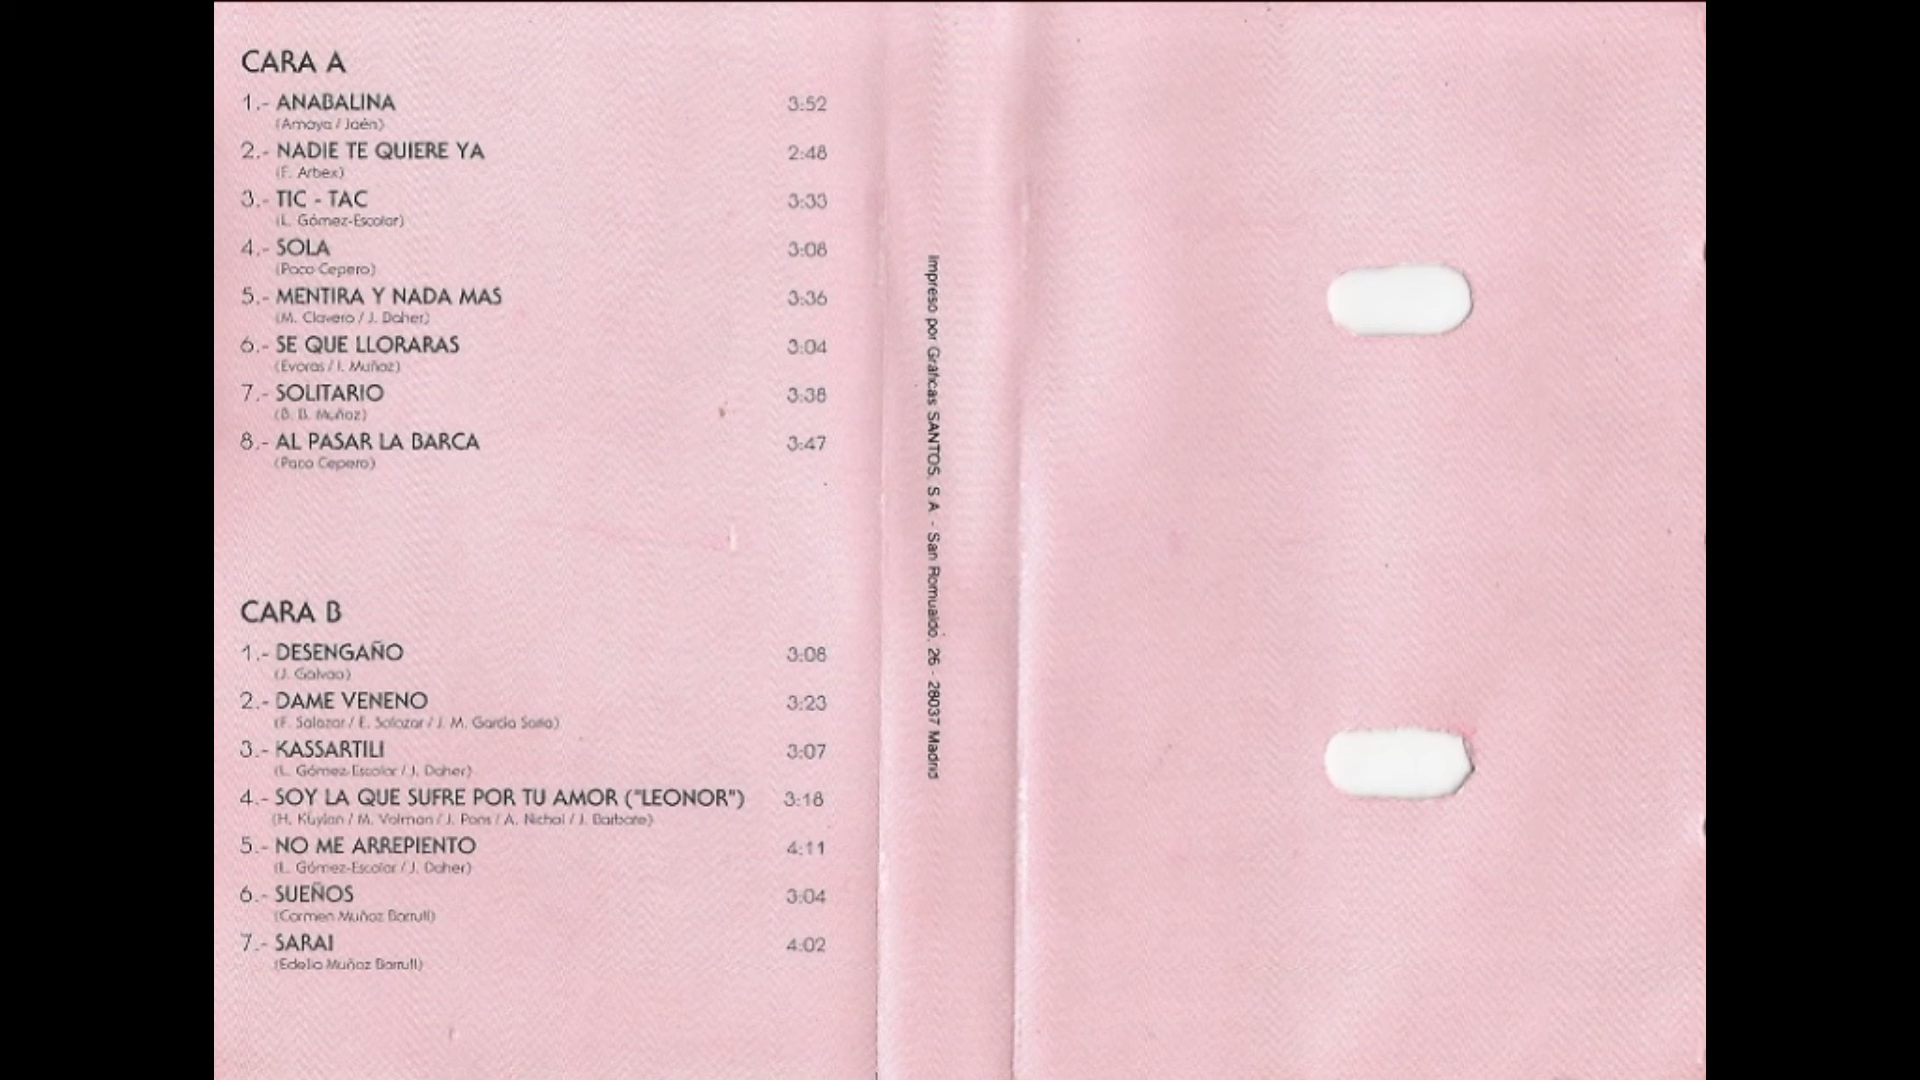 CARA A
1.- ANABALINA 3:52
(Amaya / Jaén)
2.- NADIE TE QUIERE YA 2:48
(F. Arbex)
3.- TIC - TAC 3:33
(L. Gómez-Escolar)
4.- SOLA 3:08
(Paco Cepero)
5.- MENTIRA Y NADA MAS 3:36
(M. Clavero / J. Daher)
6.- SE QUE LLORARAS 3:04
(Evoras / I. Muñoz)
7.- SOLITARIO 3:38
(B. B. Muñoz)
8.- AL PASAR LA BARCA 3:47
(Paco Cepero)
CARA B
1.- DESENGAÑO 3:08
(J. Galvao)
2.- DAME VENENO 3:23
(F. Salazar / E. Salazar / J. M. García Soria)
3.- KASSARTILI 3:07
(L. Gómez-Escolar / J. Daher)
4.- SOY LA QUE SUFRE POR TU AMOR ("LEONOR") 3:18
(H. Kaylan / M. Volman / J. Pons / A. Nichol / J. Barbate)
5.- NO ME ARREPIENTO 4:11
(L. Gómez-Escolar / J. Daher)
6.- SUEÑOS 3:04
(Carmen Muñoz Barrull)
7.- SARAI 4:02
(Edelia Muñoz Barrull)
Impreso por Gráficas SANTOS, S A - San Romualdo, 26 - 28037 Madrid